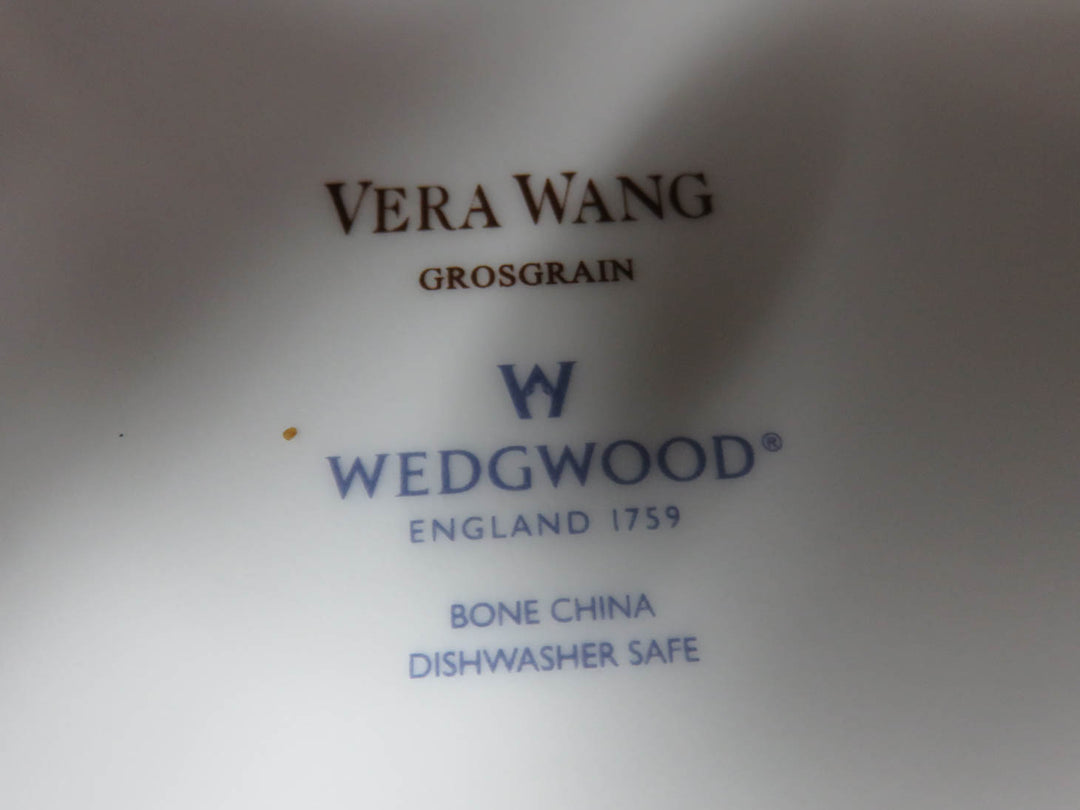 VERA WANG
GROSGRAIN
W
WEDGWOOD®
ENGLAND 1759
BONE CHINA
DISHWASHER SAFE